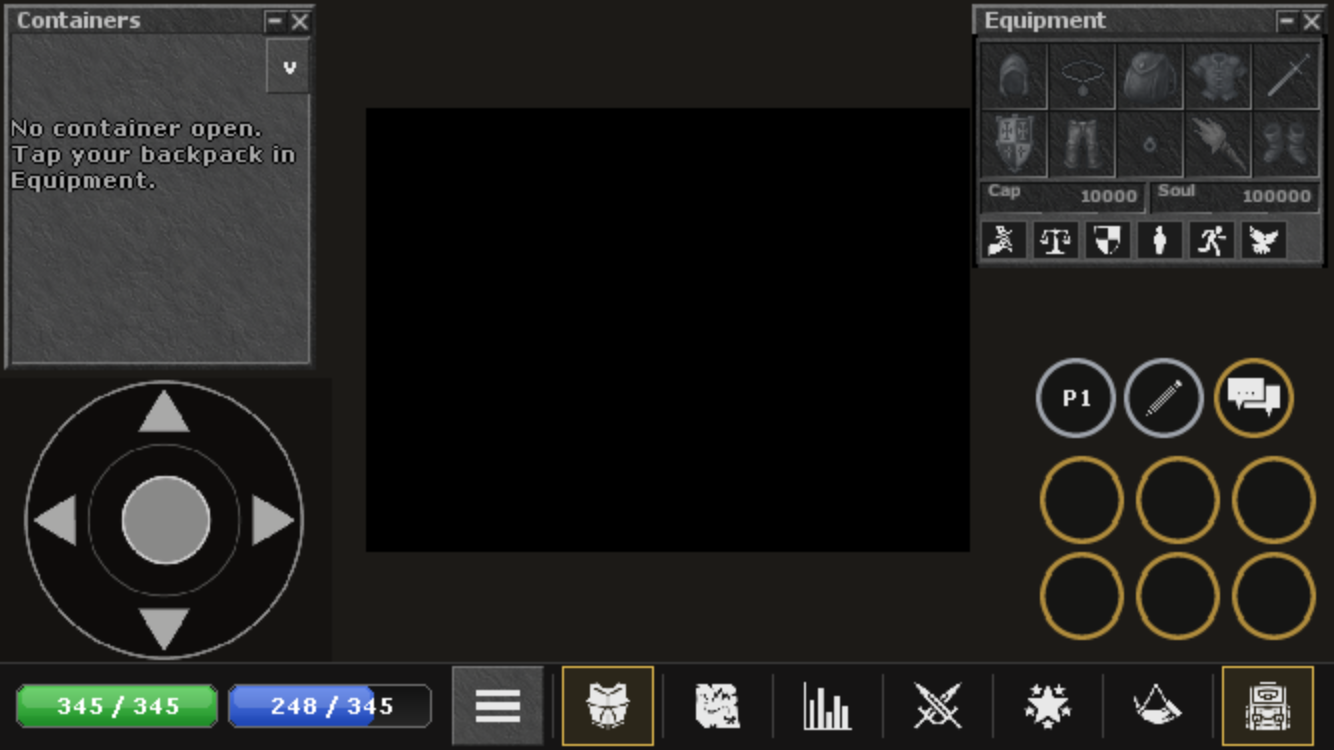 Containers
v
No container open.
Tap your backpack in
Equipment.
Equipment
Cap 10000 Soul 100000
P1
345 / 345 248 / 345